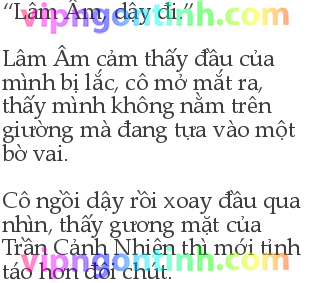 “Lâm Âm, dậy đi.”
vipngontinh.com
Lâm Âm cảm thấy đầu của
mình bị lắc, cô mở mắt ra,
thấy mình không nằm trên
giường mà đang tựa vào một
bờ vai.
Cô ngồi dậy rồi xoay đầu qua
nhìn, thấy gương mặt của
Trần Cảnh Nhiên thì mới tỉnh
táo hơn đôi chút.
vipngontinh.com